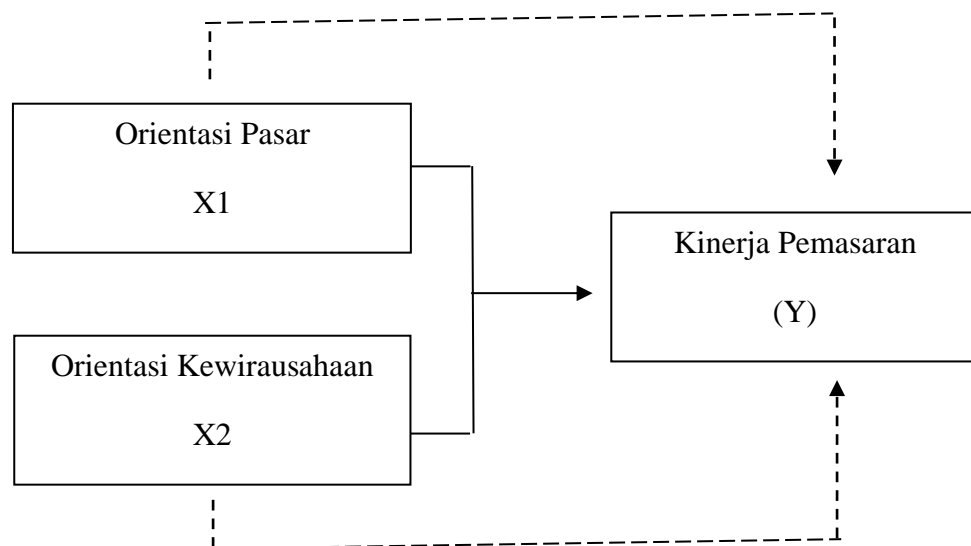 Orientasi Pasar
X1
Kinerja Pemasaran
(Y)
Orientasi Kewirausahaan
X2